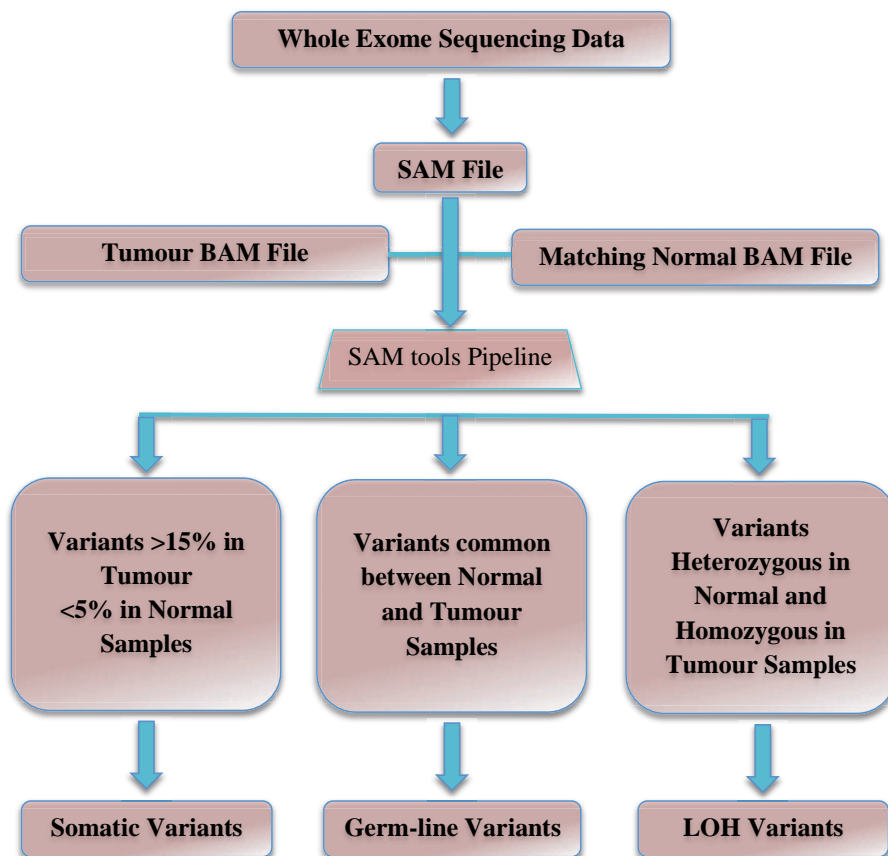 Whole Exome Sequencing Data
SAM File
Tumour BAM File
Matching Normal BAM File
SAM tools Pipeline
Variants >15% in
Tumour
<5% in Normal
Samples
Variants common
between Normal
and Tumour
Samples
Variants
Heterozygous in
Normal and
Homozygous in
Tumour Samples
Somatic Variants
Germ-line Variants
LOH Variants